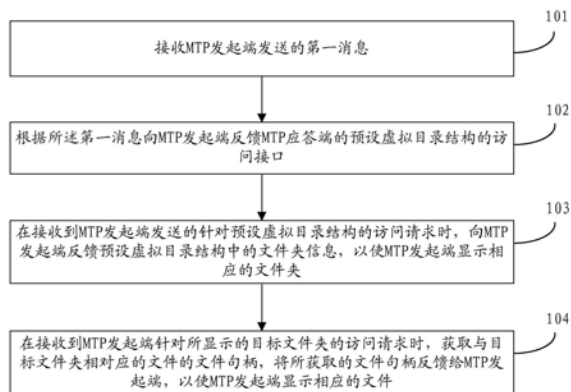 101
接收MTP发起端发送的第一消息
102
根据所述第一消息向MTP发起端反馈MTP应答端的预设虚拟目录结构的访
问接口
103
在接收到MTP发起端发送的针对预设虚拟目录结构的访问请求时，向MTP
发起端反馈预设虚拟目录结构中的文件夹信息，以使MTP发起端显示相
应的文件夹
104
在接收到MTP发起端针对所显示的目标文件夹的访问请求时，获取与目
标文件夹相对应的文件的文件句柄，将所获取的文件句柄反馈给MTP发
起端，以使MTP发起端显示相应的文件